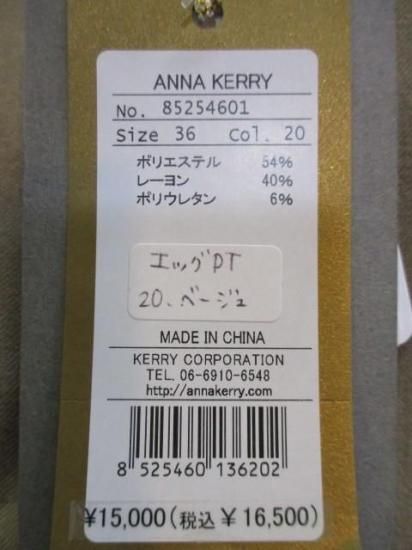 ANNA KERRY
No. 85254601
Size 36 Col. 20
ポリエステル 54%
レーヨン 40%
ポリウレタン 6%
エッグPT
20. ベージュ
MADE IN CHINA
KERRY CORPORATION
TEL. 06-6910-6548
http://annakerry.com
8 525460 136202
¥15,000(税込¥16,500)